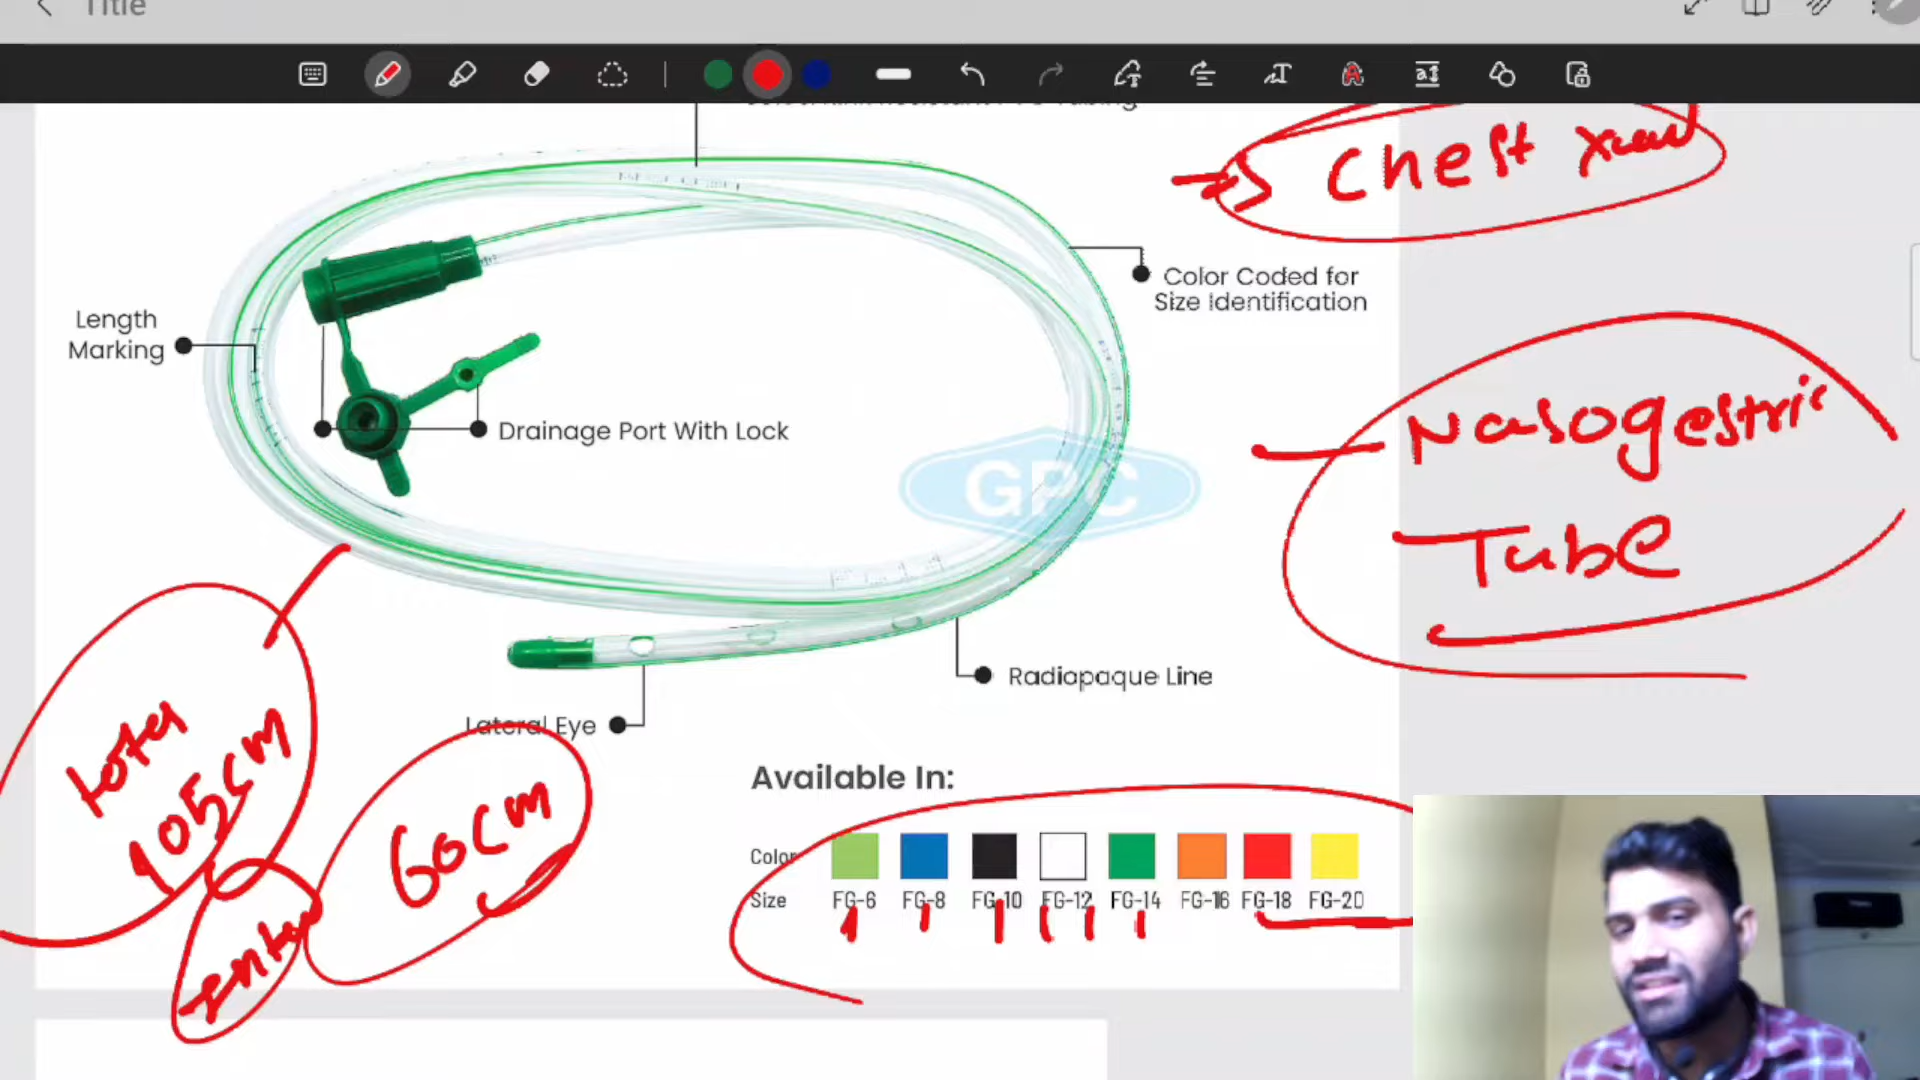 Title
Chest
Color Coded for
Size Identification
Length
Marking
Drainage Port With Lock
GPC
Nasogestric
Tube
Radiopaque Line
Lateral Eye
105cm
60cm
Available In:
Color
Size FG-6 FG-8 FG-10 FG-12 FG-14 FG-16 FG-18 FG-20